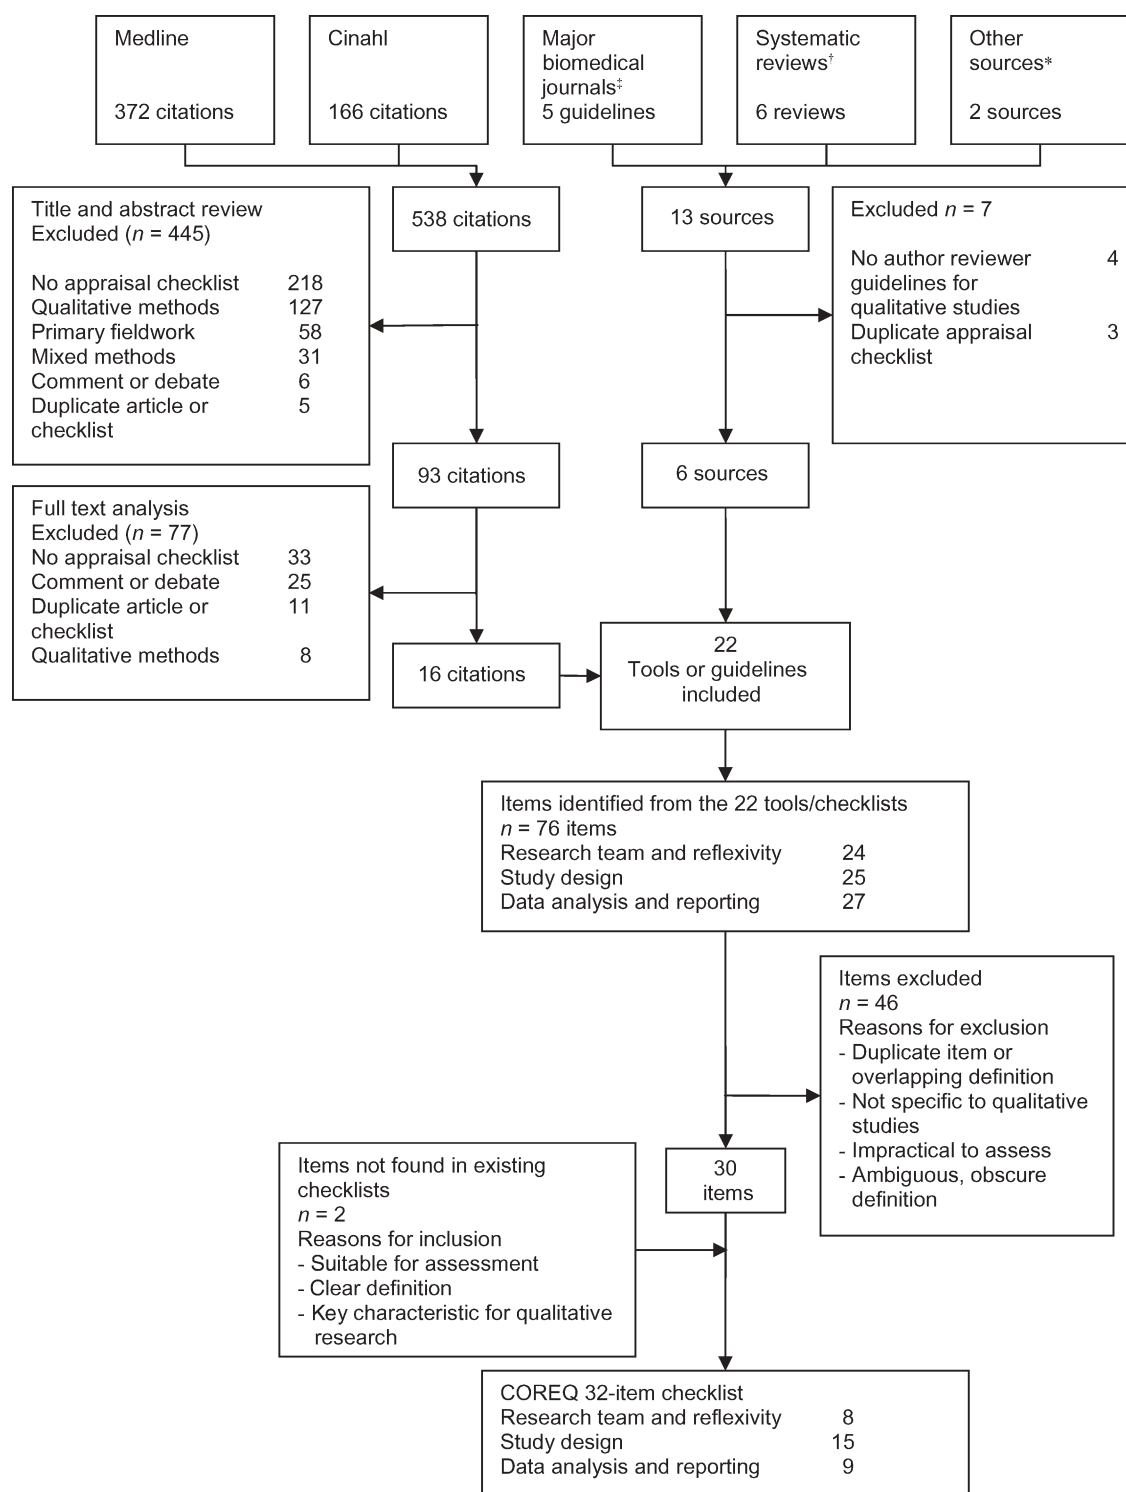 Medline
372 citations
Cinahl
166 citations
Major
biomedical
journals‡
5 guidelines
Systematic
reviews†
6 reviews
Other
sources*
2 sources
Title and abstract review
Excluded (n = 445)
No appraisal checklist 218
Qualitative methods 127
Primary fieldwork 58
Mixed methods 31
Comment or debate 6
Duplicate article or 5
checklist
538 citations
13 sources
Excluded n = 7
No author reviewer 4
guidelines for
qualitative studies
Duplicate appraisal 3
checklist
93 citations
6 sources
Full text analysis
Excluded (n = 77)
No appraisal checklist 33
Comment or debate 25
Duplicate article or 11
checklist
Qualitative methods 8
16 citations
22
Tools or guidelines
included
Items identified from the 22 tools/checklists
n = 76 items
Research team and reflexivity 24
Study design 25
Data analysis and reporting 27
Items excluded
n = 46
Reasons for exclusion
- Duplicate item or
overlapping definition
- Not specific to qualitative
studies
- Impractical to assess
- Ambiguous, obscure
definition
30
items
Items not found in existing
checklists
n = 2
Reasons for inclusion
- Suitable for assessment
- Clear definition
- Key characteristic for qualitative
research
COREQ 32-item checklist
Research team and reflexivity 8
Study design 15
Data analysis and reporting 9